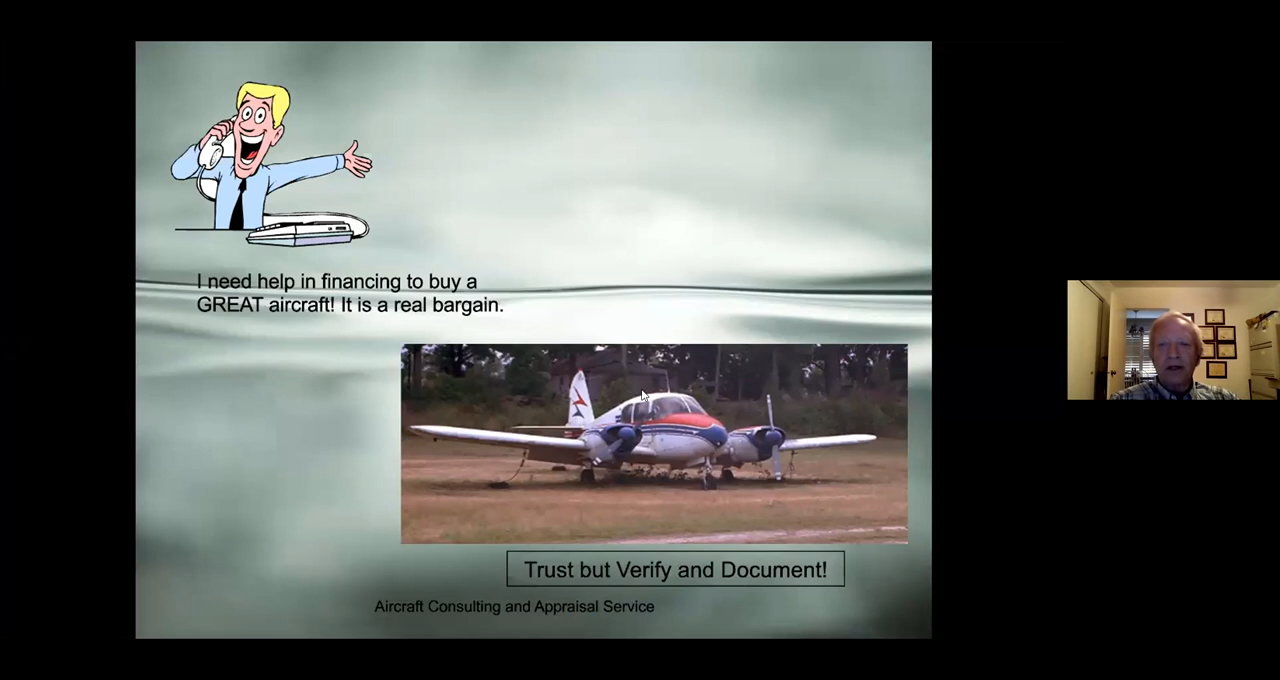 I need help in financing to buy a
GREAT aircraft! It is a real bargain.
Trust but Verify and Document!
Aircraft Consulting and Appraisal Service